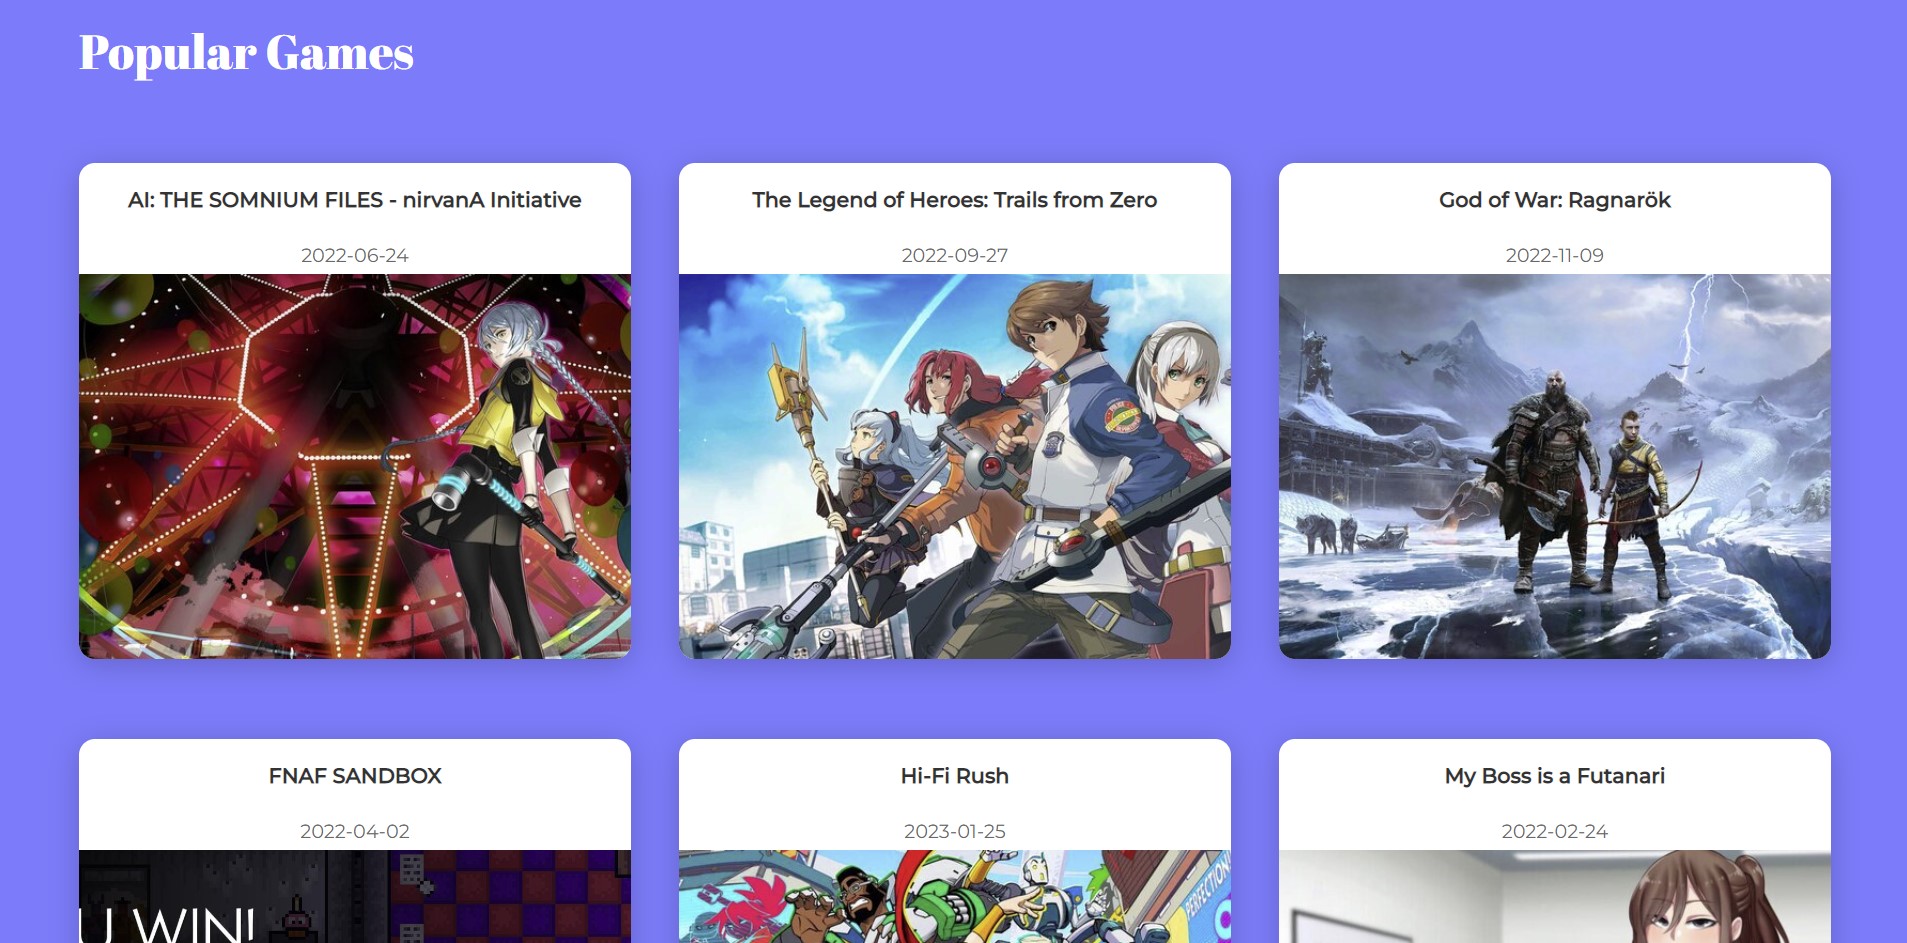 Popular Games
AI: THE SOMNIUM FILES - nirvanA Initiative
2022-06-24
The Legend of Heroes: Trails from Zero
2022-09-27
God of War: Ragnarök
2022-11-09
FNAF SANDBOX
2022-04-02
U WIN!
Hi-Fi Rush
2023-01-25
PERFECTION
My Boss is a Futanari
2022-02-24